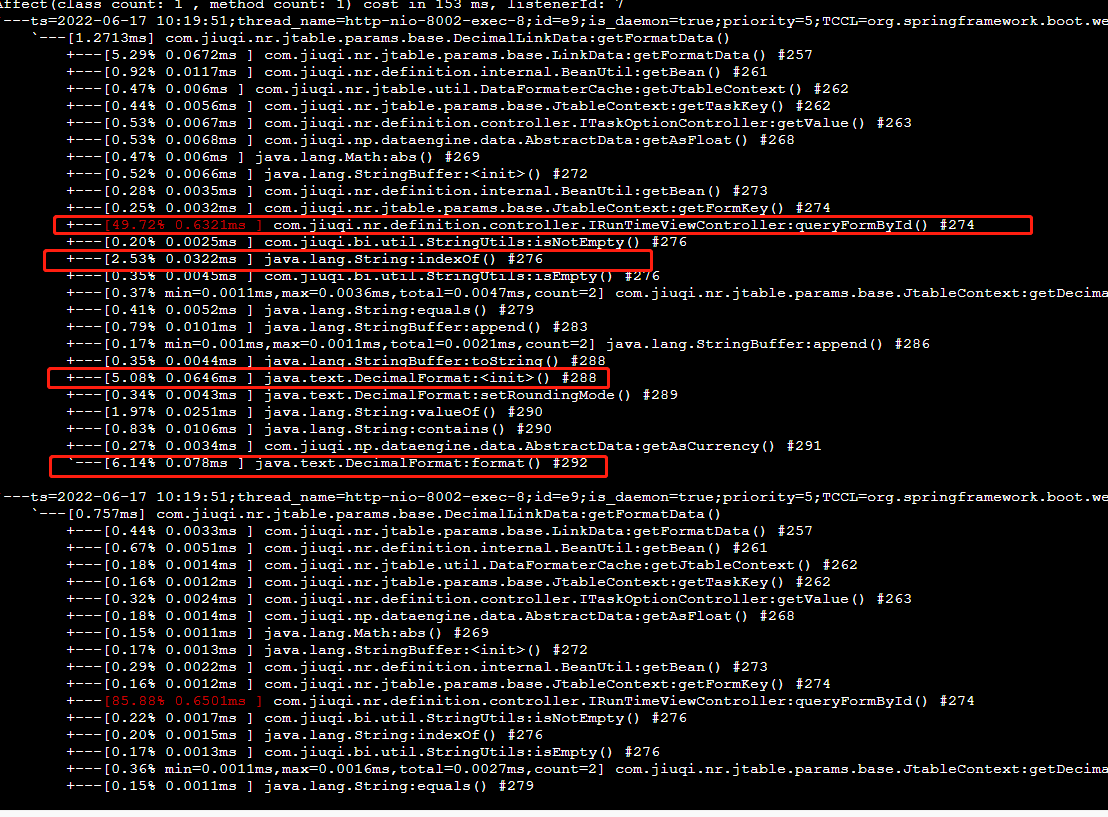 Affect(class count: 1 , method count: 1) cost in 153 ms, listenerId: 7
`---ts=2022-06-17 10:19:51;thread_name=http-nio-8002-exec-8;id=e9;is_daemon=true;priority=5;TCCL=org.springframework.boot.we
`---[1.2713ms] com.jiuqi.nr.jtable.params.base.DecimalLinkData:getFormatData()
+---[5.29% 0.0672ms ] com.jiuqi.nr.jtable.params.base.LinkData:getFormatData() #257
+---[0.92% 0.0117ms ] com.jiuqi.nr.definition.internal.BeanUtil:getBean() #261
+---[0.47% 0.006ms ] com.jiuqi.nr.jtable.util.DataFormaterCache:getJtableContext() #262
+---[0.44% 0.0056ms ] com.jiuqi.nr.jtable.params.base.JtableContext:getTaskKey() #262
+---[0.53% 0.0067ms ] com.jiuqi.nr.definition.controller.ITaskOptionController:getValue() #263
+---[0.53% 0.0068ms ] com.jiuqi.np.dataengine.data.AbstractData:getAsFloat() #268
+---[0.47% 0.006ms ] java.lang.Math:abs() #269
+---[0.52% 0.0066ms ] java.lang.StringBuffer:<init>() #272
+---[0.28% 0.0035ms ] com.jiuqi.nr.definition.internal.BeanUtil:getBean() #273
+---[0.25% 0.0032ms ] com.jiuqi.nr.jtable.params.base.JtableContext:getFormKey() #274
+---[49.72% 0.6321ms ] com.jiuqi.nr.definition.controller.IRunTimeViewController:queryFormById() #274
+---[0.20% 0.0025ms ] com.jiuqi.bi.util.StringUtils:isNotEmpty() #276
+---[2.53% 0.0322ms ] java.lang.String:indexOf() #276
+---[0.35% 0.0045ms ] com.jiuqi.bi.util.StringUtils:isEmpty() #276
+---[0.37% min=0.0011ms,max=0.0036ms,total=0.0047ms,count=2] com.jiuqi.nr.jtable.params.base.JtableContext:getDecima
+---[0.41% 0.0052ms ] java.lang.String:equals() #279
+---[0.79% 0.0101ms ] java.lang.StringBuffer:append() #283
+---[0.17% min=0.001ms,max=0.0011ms,total=0.0021ms,count=2] java.lang.StringBuffer:append() #286
+---[0.35% 0.0044ms ] java.lang.StringBuffer:toString() #288
+---[5.08% 0.0646ms ] java.text.DecimalFormat:<init>() #288
+---[0.34% 0.0043ms ] java.text.DecimalFormat:setRoundingMode() #289
+---[1.97% 0.0251ms ] java.lang.String:valueOf() #290
+---[0.83% 0.0106ms ] java.lang.String:contains() #290
+---[0.27% 0.0034ms ] com.jiuqi.np.dataengine.data.AbstractData:getAsCurrency() #291
`---[6.14% 0.078ms ] java.text.DecimalFormat:format() #292
`---ts=2022-06-17 10:19:51;thread_name=http-nio-8002-exec-8;id=e9;is_daemon=true;priority=5;TCCL=org.springframework.boot.we
`---[0.757ms] com.jiuqi.nr.jtable.params.base.DecimalLinkData:getFormatData()
+---[0.44% 0.0033ms ] com.jiuqi.nr.jtable.params.base.LinkData:getFormatData() #257
+---[0.67% 0.0051ms ] com.jiuqi.nr.definition.internal.BeanUtil:getBean() #261
+---[0.18% 0.0014ms ] com.jiuqi.nr.jtable.util.DataFormaterCache:getJtableContext() #262
+---[0.16% 0.0012ms ] com.jiuqi.nr.jtable.params.base.JtableContext:getTaskKey() #262
+---[0.32% 0.0024ms ] com.jiuqi.nr.definition.controller.ITaskOptionController:getValue() #263
+---[0.18% 0.0014ms ] com.jiuqi.np.dataengine.data.AbstractData:getAsFloat() #268
+---[0.15% 0.0011ms ] java.lang.Math:abs() #269
+---[0.17% 0.0013ms ] java.lang.StringBuffer:<init>() #272
+---[0.29% 0.0022ms ] com.jiuqi.nr.definition.internal.BeanUtil:getBean() #273
+---[0.16% 0.0012ms ] com.jiuqi.nr.jtable.params.base.JtableContext:getFormKey() #274
+---[85.88% 0.6501ms ] com.jiuqi.nr.definition.controller.IRunTimeViewController:queryFormById() #274
+---[0.22% 0.0017ms ] com.jiuqi.bi.util.StringUtils:isNotEmpty() #276
+---[0.20% 0.0015ms ] java.lang.String:indexOf() #276
+---[0.17% 0.0013ms ] com.jiuqi.bi.util.StringUtils:isEmpty() #276
+---[0.36% min=0.0011ms,max=0.0016ms,total=0.0027ms,count=2] com.jiuqi.nr.jtable.params.base.JtableContext:getDecima
+---[0.15% 0.0011ms ] java.lang.String:equals() #279